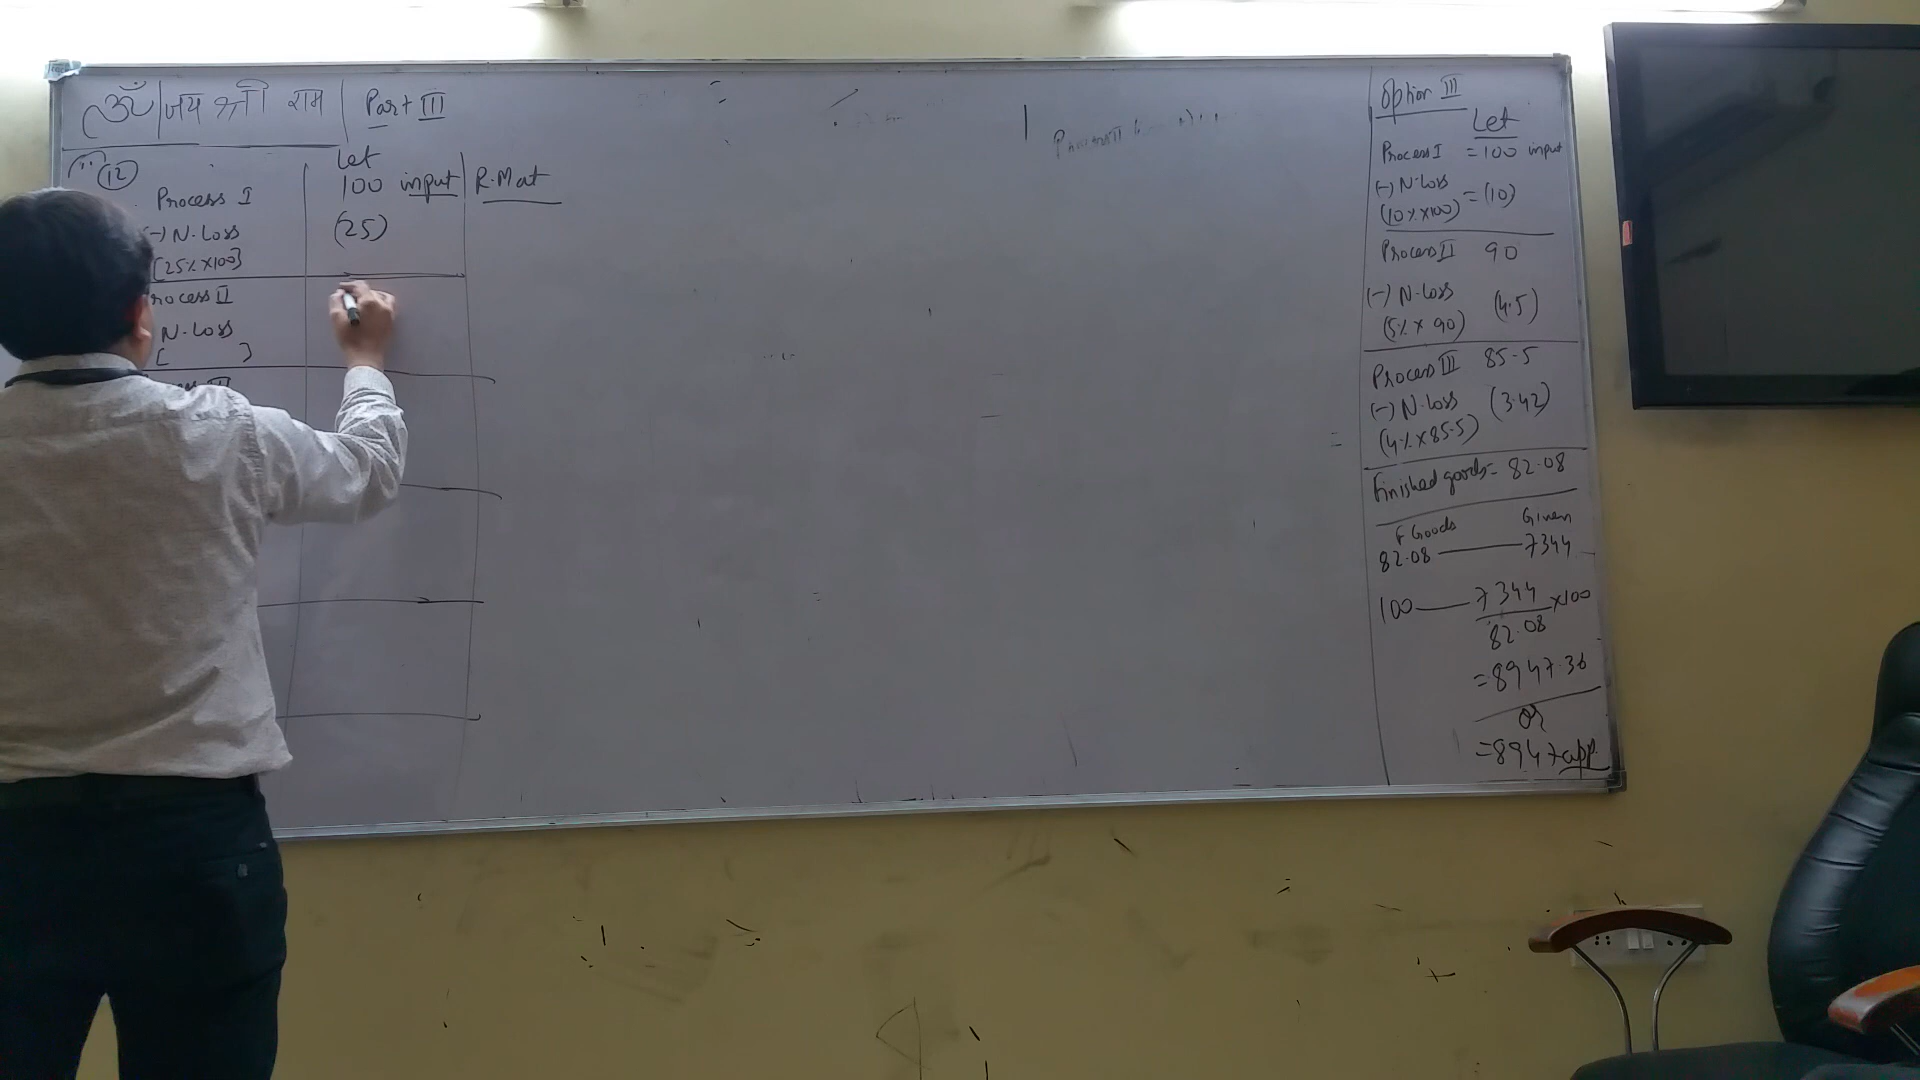 ॐ जय श्री राम Part III
12
Let
100 input R.Mat
Process I
(-) N.Loss (25)
[25%×100]
rocess II
N.Loss
[ ]
Option III
Let
Process I =100 input
(-) N.Loss
(10%×100) =(10)
Process II 90
(-) N.Loss
(5%×90) (4.5)
Process III 85.5
(-) N.Loss (3.42)
(4%×85.5)
Finished goods= 82.08
F Goods Given
82.08 — 7344
100 — 7344 ×100
82.08
=8947.36
or
=8947 app.